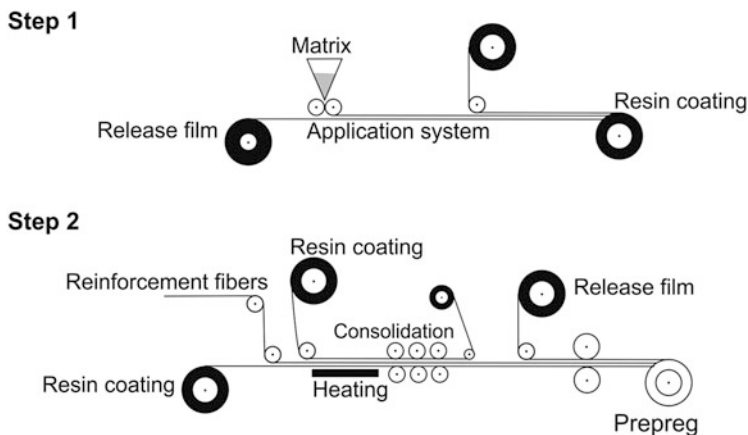 Step 1
Matrix
Resin coating
Release film
Application system
Step 2
Resin coating
Reinforcement fibers
Release film
Consolidation
Resin coating
Heating
Prepreg